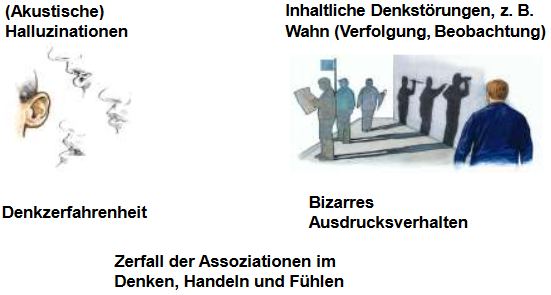 (Akustische)
Halluzinationen
Inhaltliche Denkstörungen, z. B.
Wahn (Verfolgung, Beobachtung)
Denkzerfahrenheit
Bizarres
Ausdrucksverhalten
Zerfall der Assoziationen im
Denken, Handeln und Fühlen